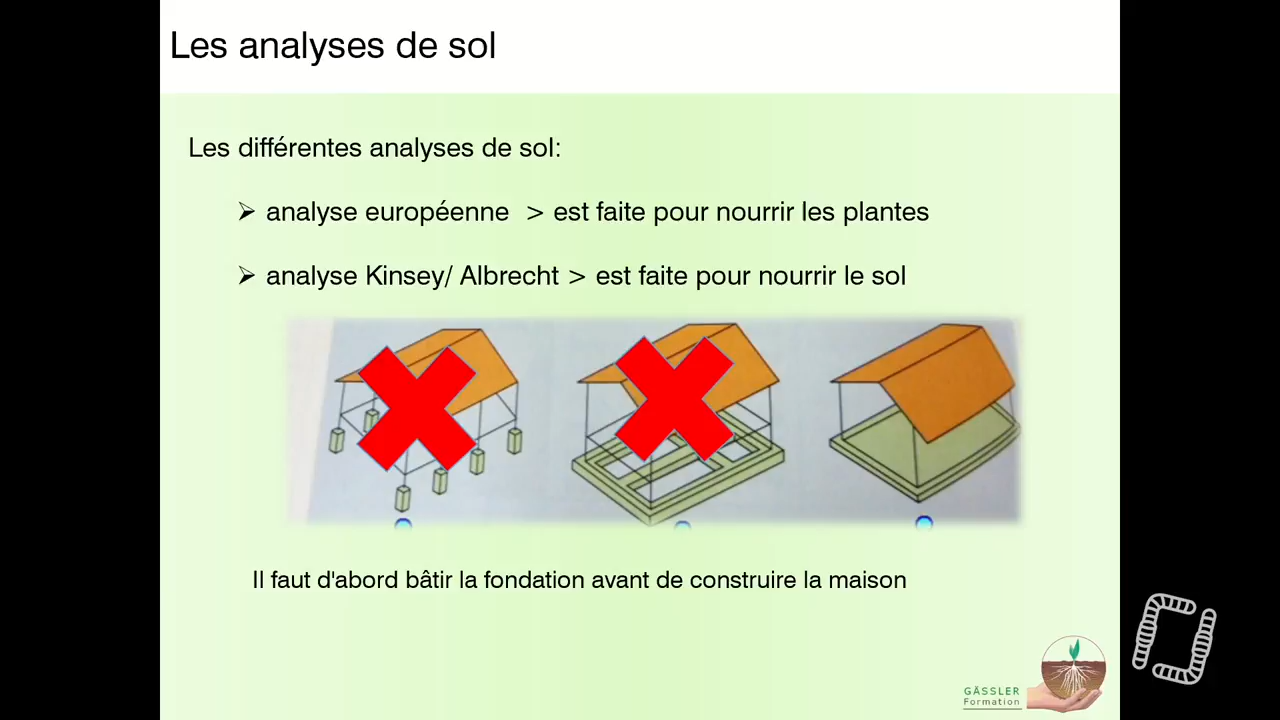 Les analyses de sol
Les différentes analyses de sol:
➢ analyse européenne > est faite pour nourrir les plantes
➢ analyse Kinsey/ Albrecht > est faite pour nourrir le sol
Il faut d'abord bâtir la fondation avant de construire la maison
GÄSSLER
Formation